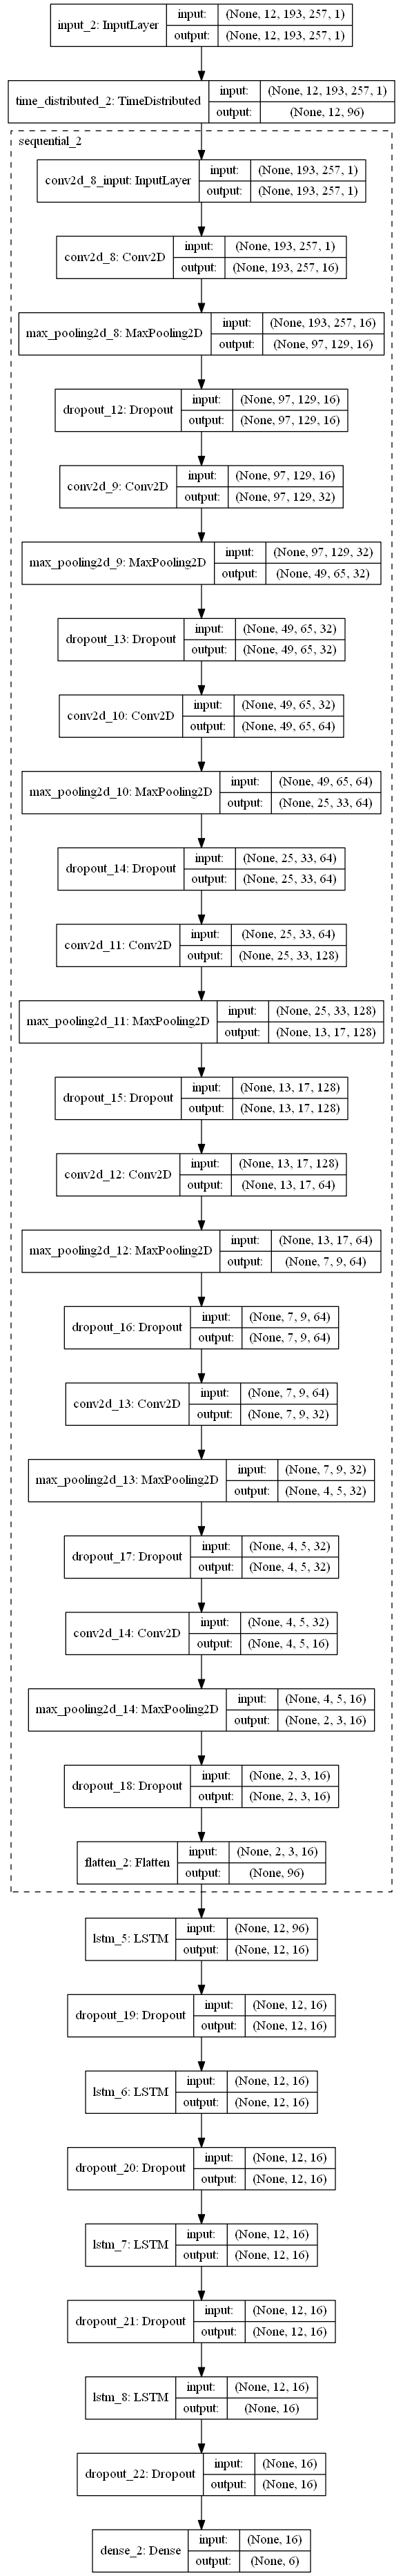 input_2: InputLayer
input: (None, 12, 193, 257, 1)
output: (None, 12, 193, 257, 1)
time_distributed_2: TimeDistributed
input: (None, 12, 193, 257, 1)
output: (None, 12, 96)
sequential_2
conv2d_8_input: InputLayer
input: (None, 193, 257, 1)
output: (None, 193, 257, 1)
conv2d_8: Conv2D
input: (None, 193, 257, 1)
output: (None, 193, 257, 16)
max_pooling2d_8: MaxPooling2D
input: (None, 193, 257, 16)
output: (None, 97, 129, 16)
dropout_12: Dropout
input: (None, 97, 129, 16)
output: (None, 97, 129, 16)
conv2d_9: Conv2D
input: (None, 97, 129, 16)
output: (None, 97, 129, 32)
max_pooling2d_9: MaxPooling2D
input: (None, 97, 129, 32)
output: (None, 49, 65, 32)
dropout_13: Dropout
input: (None, 49, 65, 32)
output: (None, 49, 65, 32)
conv2d_10: Conv2D
input: (None, 49, 65, 32)
output: (None, 49, 65, 64)
max_pooling2d_10: MaxPooling2D
input: (None, 49, 65, 64)
output: (None, 25, 33, 64)
dropout_14: Dropout
input: (None, 25, 33, 64)
output: (None, 25, 33, 64)
conv2d_11: Conv2D
input: (None, 25, 33, 64)
output: (None, 25, 33, 128)
max_pooling2d_11: MaxPooling2D
input: (None, 25, 33, 128)
output: (None, 13, 17, 128)
dropout_15: Dropout
input: (None, 13, 17, 128)
output: (None, 13, 17, 128)
conv2d_12: Conv2D
input: (None, 13, 17, 128)
output: (None, 13, 17, 64)
max_pooling2d_12: MaxPooling2D
input: (None, 13, 17, 64)
output: (None, 7, 9, 64)
dropout_16: Dropout
input: (None, 7, 9, 64)
output: (None, 7, 9, 64)
conv2d_13: Conv2D
input: (None, 7, 9, 64)
output: (None, 7, 9, 32)
max_pooling2d_13: MaxPooling2D
input: (None, 7, 9, 32)
output: (None, 4, 5, 32)
dropout_17: Dropout
input: (None, 4, 5, 32)
output: (None, 4, 5, 32)
conv2d_14: Conv2D
input: (None, 4, 5, 32)
output: (None, 4, 5, 16)
max_pooling2d_14: MaxPooling2D
input: (None, 4, 5, 16)
output: (None, 2, 3, 16)
dropout_18: Dropout
input: (None, 2, 3, 16)
output: (None, 2, 3, 16)
flatten_2: Flatten
input: (None, 2, 3, 16)
output: (None, 96)
lstm_5: LSTM
input: (None, 12, 96)
output: (None, 12, 16)
dropout_19: Dropout
input: (None, 12, 16)
output: (None, 12, 16)
lstm_6: LSTM
input: (None, 12, 16)
output: (None, 12, 16)
dropout_20: Dropout
input: (None, 12, 16)
output: (None, 12, 16)
lstm_7: LSTM
input: (None, 12, 16)
output: (None, 12, 16)
dropout_21: Dropout
input: (None, 12, 16)
output: (None, 12, 16)
lstm_8: LSTM
input: (None, 12, 16)
output: (None, 16)
dropout_22: Dropout
input: (None, 16)
output: (None, 16)
dense_2: Dense
input: (None, 16)
output: (None, 6)